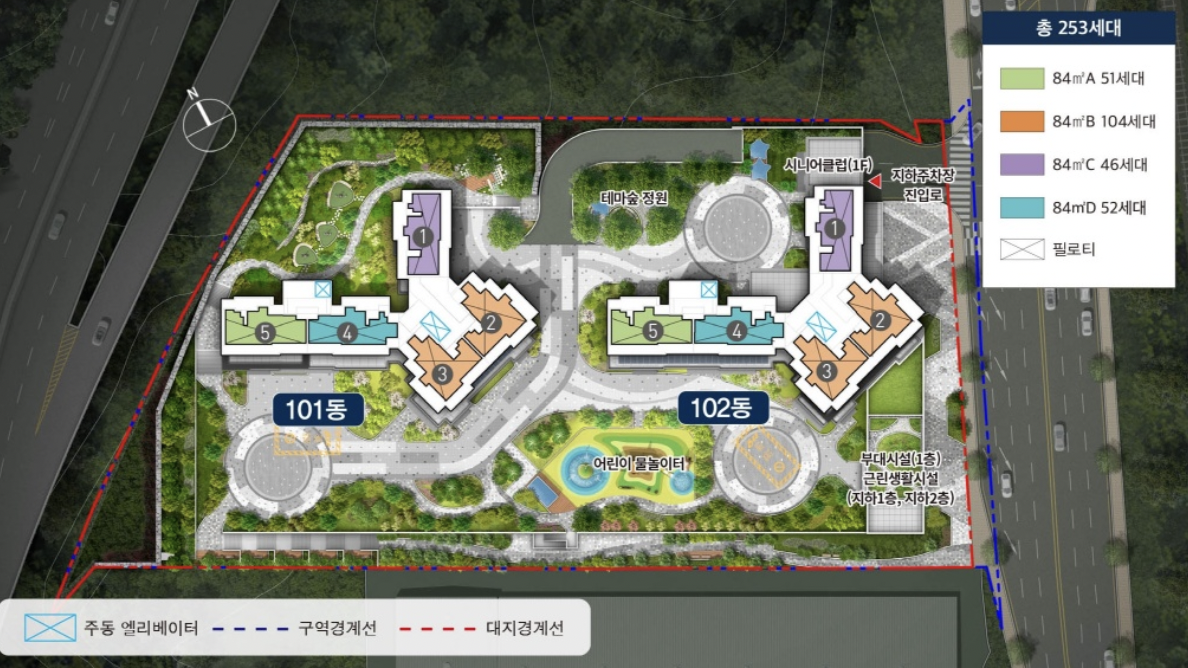 총 253세대
84㎡A 51세대
84㎡B 104세대
84㎡C 46세대
84㎡D 52세대
필로티
N
시니어클럽(1F)
지하주차장
진입로
테마숲 정원
1
2
3
4
5
1
2
3
4
5
101동
102동
어린이 물놀이터
부대시설(1층)
근린생활시설
(지하1층, 지하2층)
주동 엘리베이터
구역경계선
대지경계선